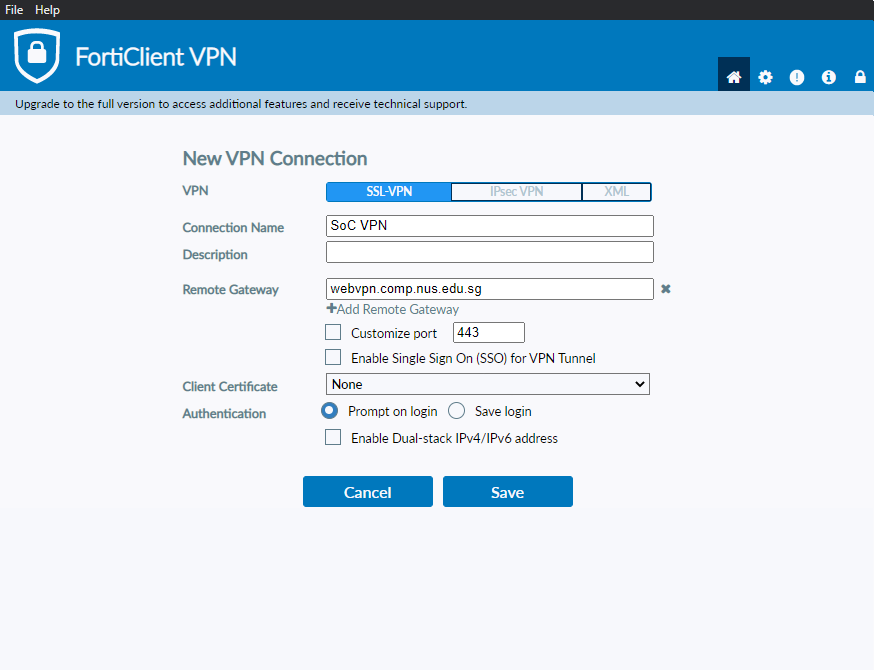 File Help
FortiClient VPN
Upgrade to the full version to access additional features and receive technical support.
New VPN Connection
VPN SSL-VPN IPsec VPN XML
Connection Name SoC VPN
Description
Remote Gateway webvpn.comp.nus.edu.sg
Add Remote Gateway
Customize port 443
Enable Single Sign On (SSO) for VPN Tunnel
Client Certificate None
Authentication Prompt on login Save login
Enable Dual-stack IPv4/IPv6 address
Cancel Save